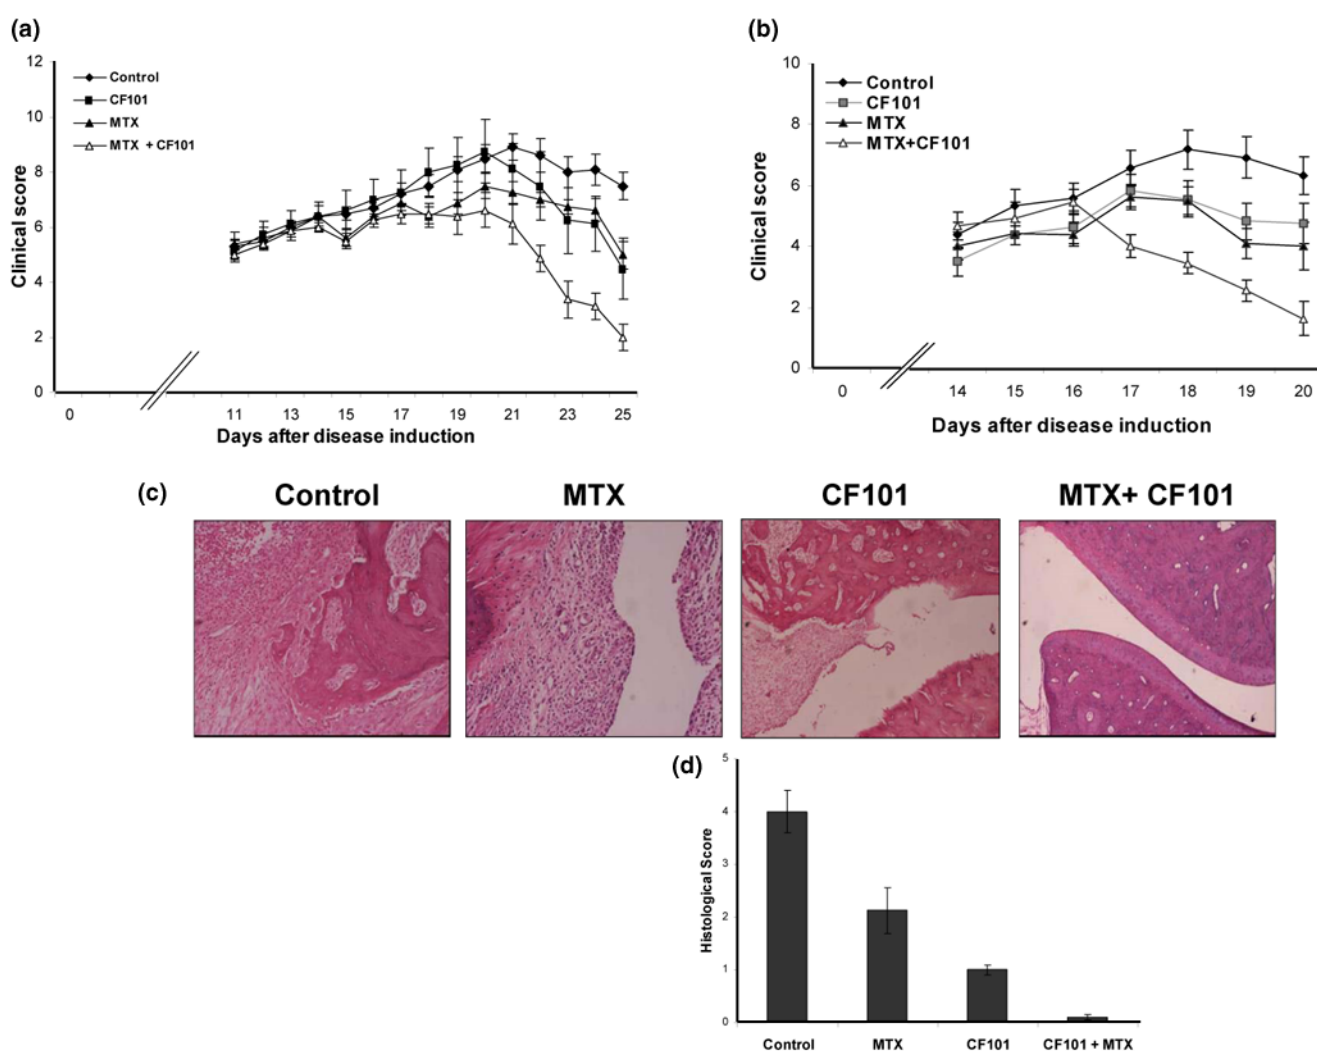 (a)
12
10
8
6
4
2
0
Clinical score
Control
CF101
MTX
MTX + CF101
0 11 13 15 17 19 21 23 25
Days after disease induction
(b)
10
8
6
4
2
0
Clinical score
Control
CF101
MTX
MTX+CF101
0 14 15 16 17 18 19 20
Days after disease induction
(c)
Control MTX CF101 MTX+ CF101
(d)
5
4
3
2
1
0
Histological Score
Control MTX CF101 CF101 + MTX